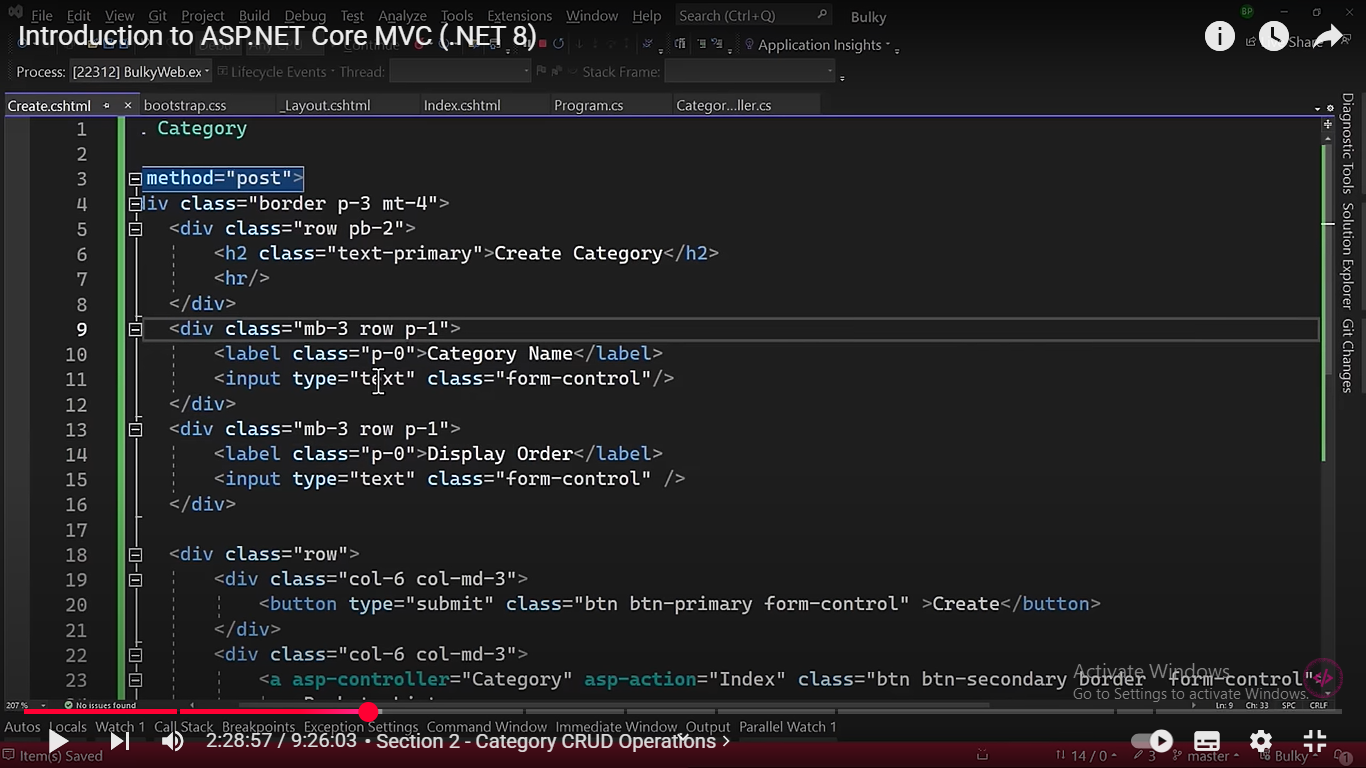 File Edit View Git Project Build Debug Test Analyze Tools Extensions Window Help Search (Ctrl+Q) Bulky BP
Introduction to ASP.NET Core MVC (.NET 8)
Application Insights
Share
Process: [22312] BulkyWeb.ex Lifecycle Events Thread: Stack Frame:
Create.cshtml bootstrap.css _Layout.cshtml Index.cshtml Program.cs Categor...ller.cs
1 . Category
2
3 method="post">
4 iv class="border p-3 mt-4">
5 <div class="row pb-2">
6 <h2 class="text-primary">Create Category</h2>
7 <hr/>
8 </div>
9 <div class="mb-3 row p-1">
10 <label class="p-0">Category Name</label>
11 <input type="text" class="form-control"/>
12 </div>
13 <div class="mb-3 row p-1">
14 <label class="p-0">Display Order</label>
15 <input type="text" class="form-control" />
16 </div>
17
18 <div class="row">
19 <div class="col-6 col-md-3">
20 <button type="submit" class="btn btn-primary form-control" >Create</button>
21 </div>
22 <div class="col-6 col-md-3">
23 <a asp-controller="Category" asp-action="Index" class="btn btn-secondary border form-control">
Diagnostic Tools
Solution Explorer
Git Changes
Activate Windows
Go to Settings to activate Windows.
207 % No issues found Ln: 9 Ch: 33 SPC CRLF
Autos Locals Watch 1 Call Stack Breakpoints Exception Settings Command Window Immediate Window Output Parallel Watch 1
2:28:57 / 9:26:03 • Section 2 - Category CRUD Operations >
Item(s) Saved 14 / 0 3 master Bulky 1